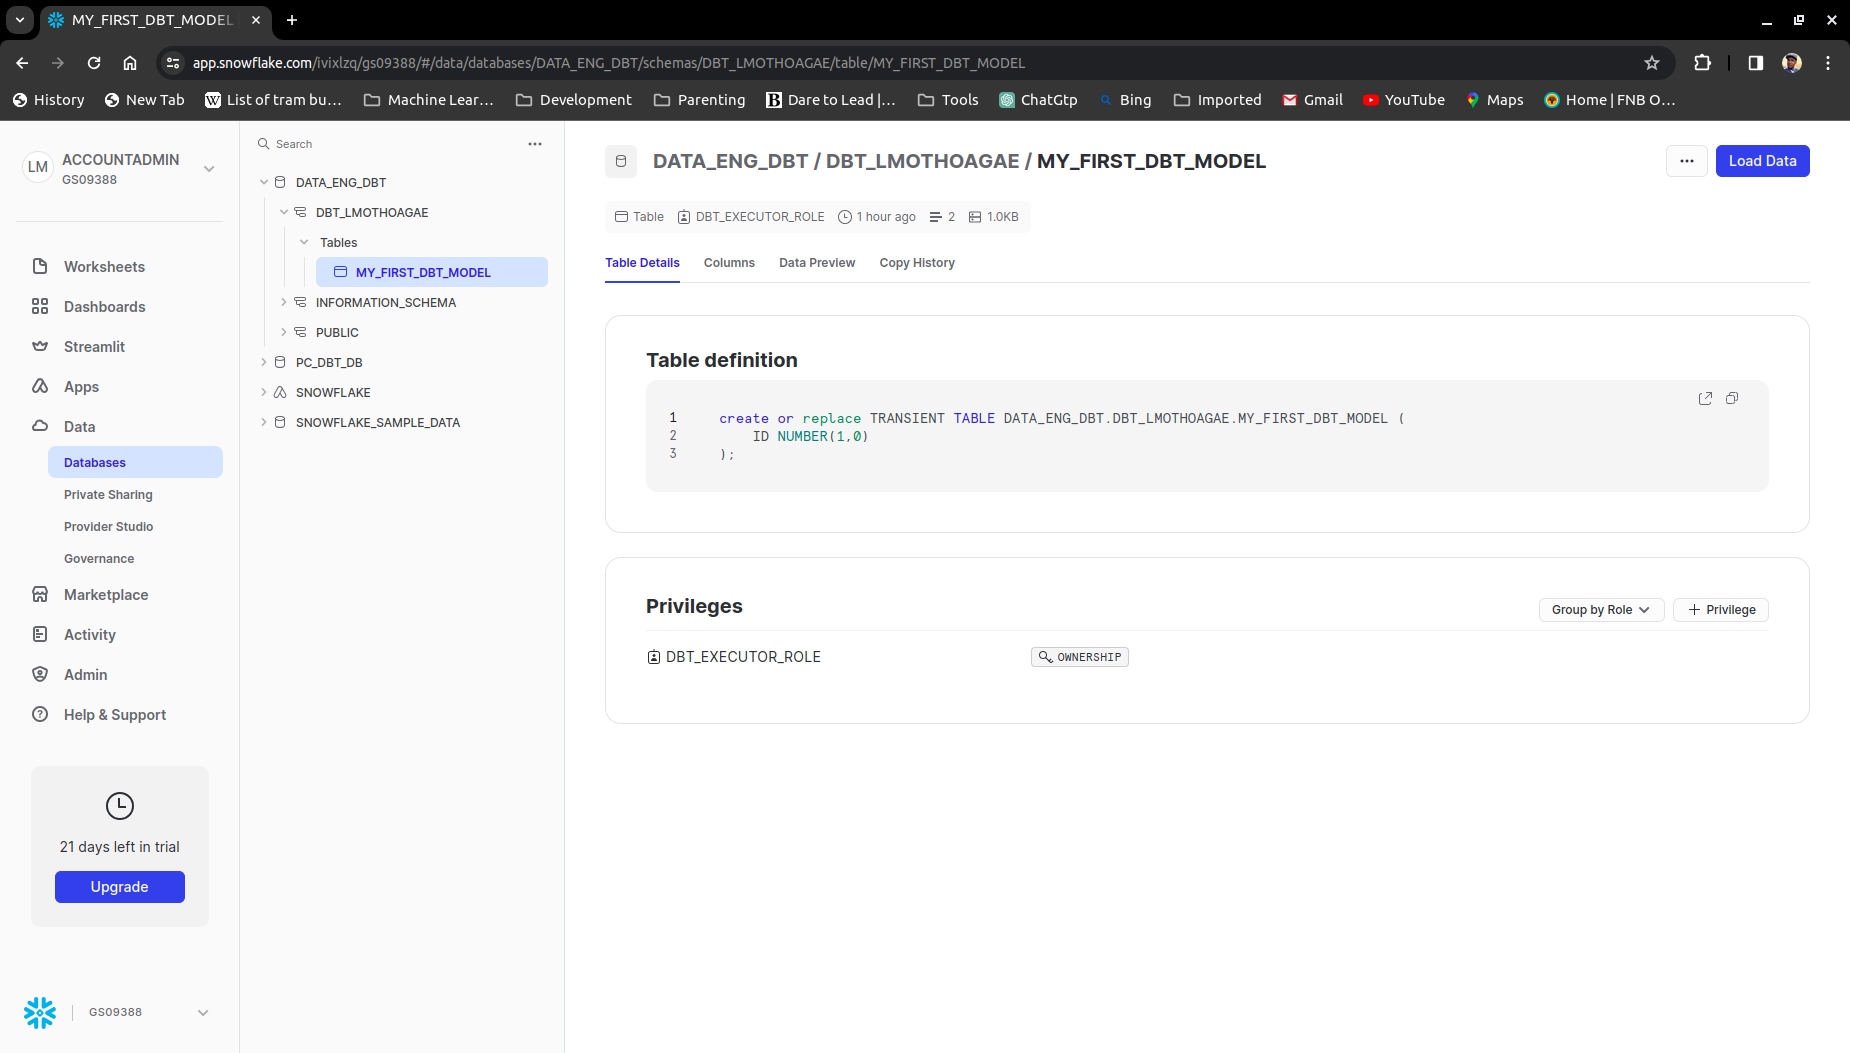 MY_FIRST_DBT_MODEL
app.snowflake.com/ivixlzq/gs09388/#/data/databases/DATA_ENG_DBT/schemas/DBT_LMOTHOAGAE/table/MY_FIRST_DBT_MODEL
History New Tab List of tram bu... Machine Lear... Development Parenting Dare to Lead |... Tools ChatGtp Bing Imported Gmail YouTube Maps Home | FNB O...
LM
ACCOUNTADMIN
GS09388
Worksheets
Dashboards
Streamlit
Apps
Data
Databases
Private Sharing
Provider Studio
Governance
Marketplace
Activity
Admin
Help & Support
21 days left in trial
Upgrade
GS09388
Search
DATA_ENG_DBT
DBT_LMOTHOAGAE
Tables
MY_FIRST_DBT_MODEL
INFORMATION_SCHEMA
PUBLIC
PC_DBT_DB
SNOWFLAKE
SNOWFLAKE_SAMPLE_DATA
DATA_ENG_DBT / DBT_LMOTHOAGAE / MY_FIRST_DBT_MODEL
Load Data
Table DBT_EXECUTOR_ROLE 1 hour ago 2 1.0KB
Table Details Columns Data Preview Copy History
Table definition
1 create or replace TRANSIENT TABLE DATA_ENG_DBT.DBT_LMOTHOAGAE.MY_FIRST_DBT_MODEL (
2 ID NUMBER(1,0)
3 );
Privileges
Group by Role + Privilege
DBT_EXECUTOR_ROLE OWNERSHIP